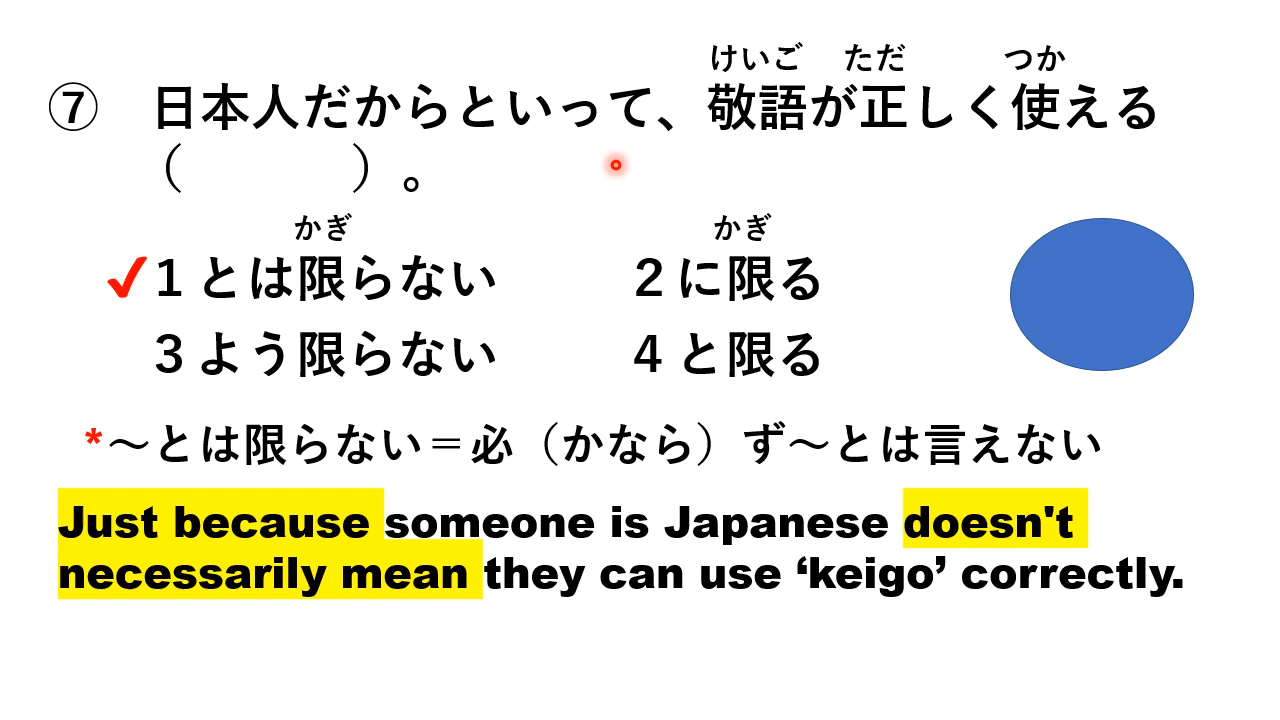 けいご ただ つか
⑦ 日本人だからといって、敬語が正しく使える
（ ）。
かぎ かぎ
✓1 とは限らない 2 に限る
3 よう限らない 4 と限る
*～とは限らない＝必（かなら）ず～とは言えない
Just because someone is Japanese doesn't
necessarily mean they can use ‘keigo’ correctly.